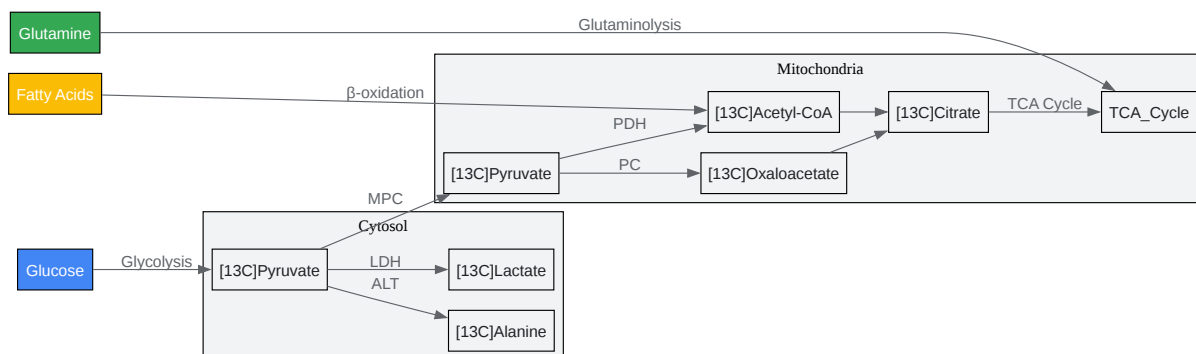 Glutamine
Glutaminolysis
Mitochondria
Fatty Acids
β-oxidation
[13C]Acetyl-CoA
[13C]Citrate
TCA Cycle
TCA_Cycle
PDH
[13C]Pyruvate
PC
[13C]Oxaloacetate
MPC
Cytosol
Glucose
Glycolysis
[13C]Pyruvate
LDH
[13C]Lactate
ALT
[13C]Alanine